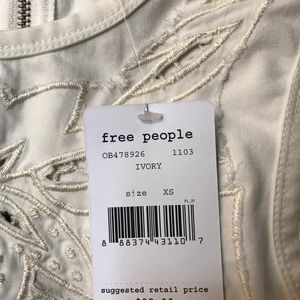 free people
OB478926 1103
IVORY
size XS
8 88374 43110 7
suggested retail price